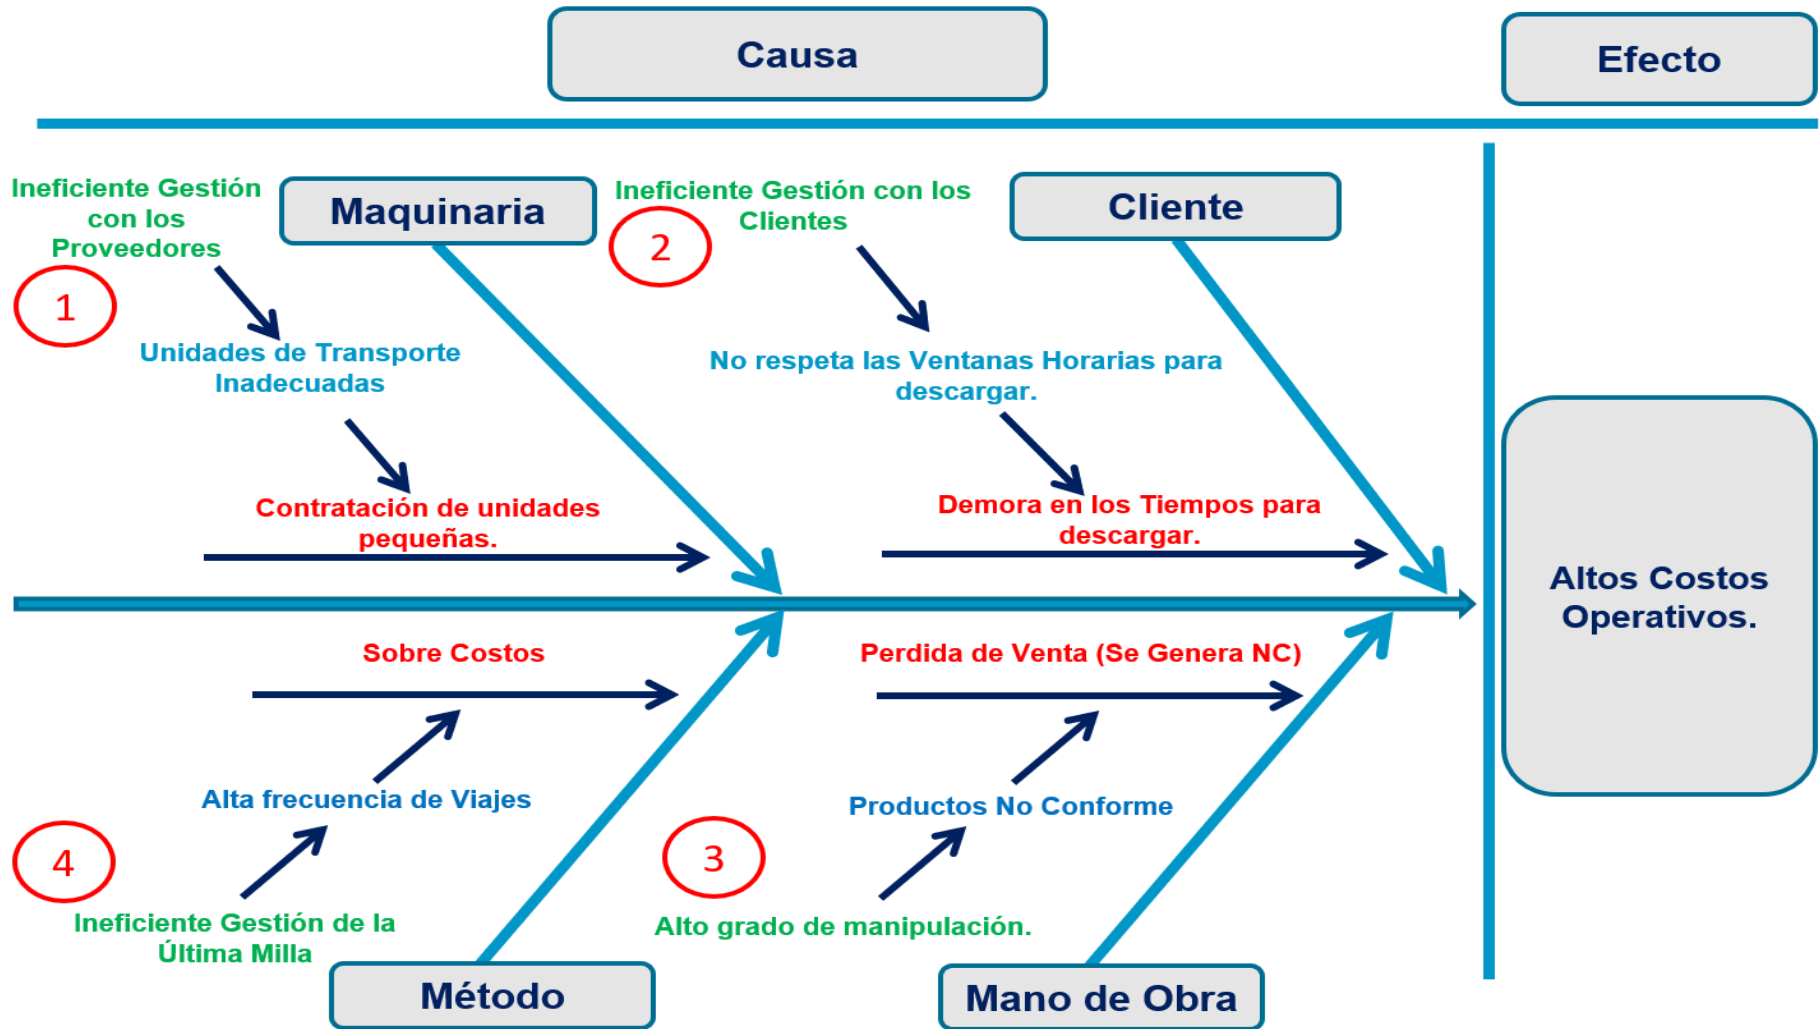 Causa
Efecto
Ineficiente Gestión
con los
Proveedores
Maquinaria
Ineficiente Gestión con los
Clientes
Cliente
1
2
Unidades de Transporte
Inadecuadas
No respeta las Ventanas Horarias para
descargar.
Contratación de unidades
pequeñas.
Demora en los Tiempos para
descargar.
Altos Costos
Operativos.
Sobre Costos
Perdida de Venta (Se Genera NC)
Alta frecuencia de Viajes
Productos No Conforme
4
3
Ineficiente Gestión de la
Última Milla
Alto grado de manipulación.
Método
Mano de Obra